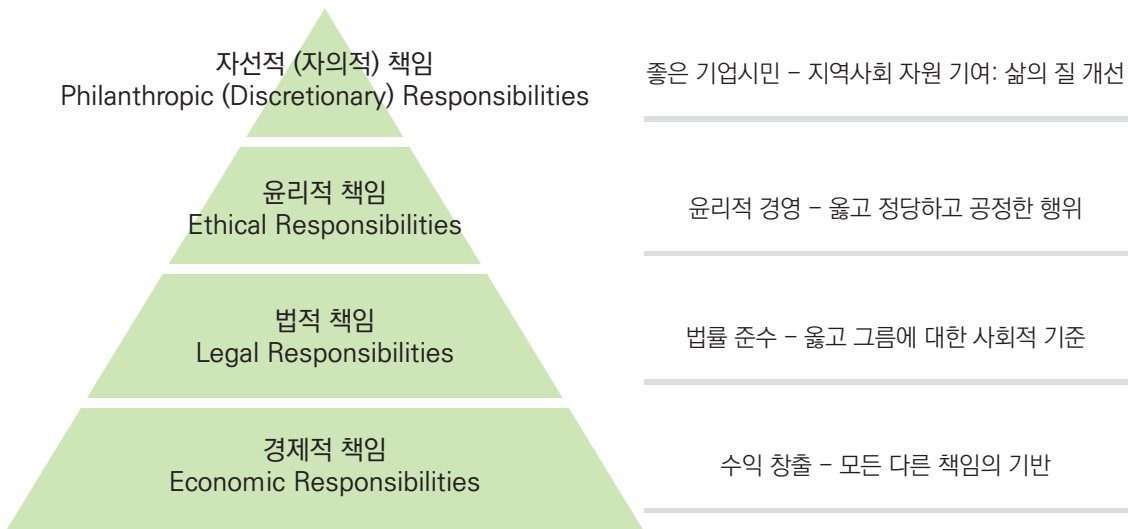 자선적 (자의적) 책임
Philanthropic (Discretionary) Responsibilities
좋은 기업시민 – 지역사회 자원 기여: 삶의 질 개선
윤리적 책임
Ethical Responsibilities
윤리적 경영 – 옳고 정당하고 공정한 행위
법적 책임
Legal Responsibilities
법률 준수 – 옳고 그름에 대한 사회적 기준
경제적 책임
Economic Responsibilities
수익 창출 – 모든 다른 책임의 기반